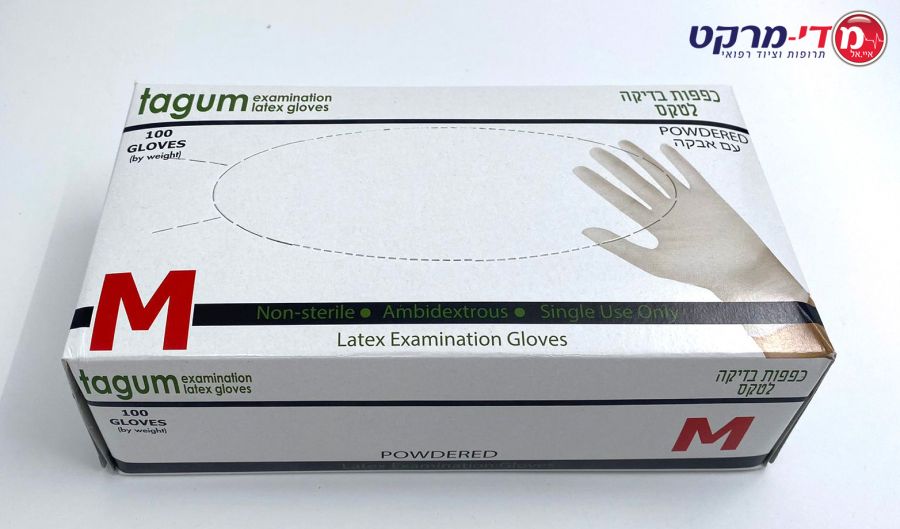 מדי-מרקט
איי.אל
תרופות וציוד רפואי
tagum examination
latex gloves
כפפות בדיקה
לטקס
100
GLOVES
(by weight)
POWDERED
עם אבקה
M
Non-sterile ● Ambidextrous ● Single Use Only
Latex Examination Gloves
tagum examination
latex gloves
כפפות בדיקה
לטקס
100
GLOVES
(by weight)
M
POWDERED
Latex Examination Gloves